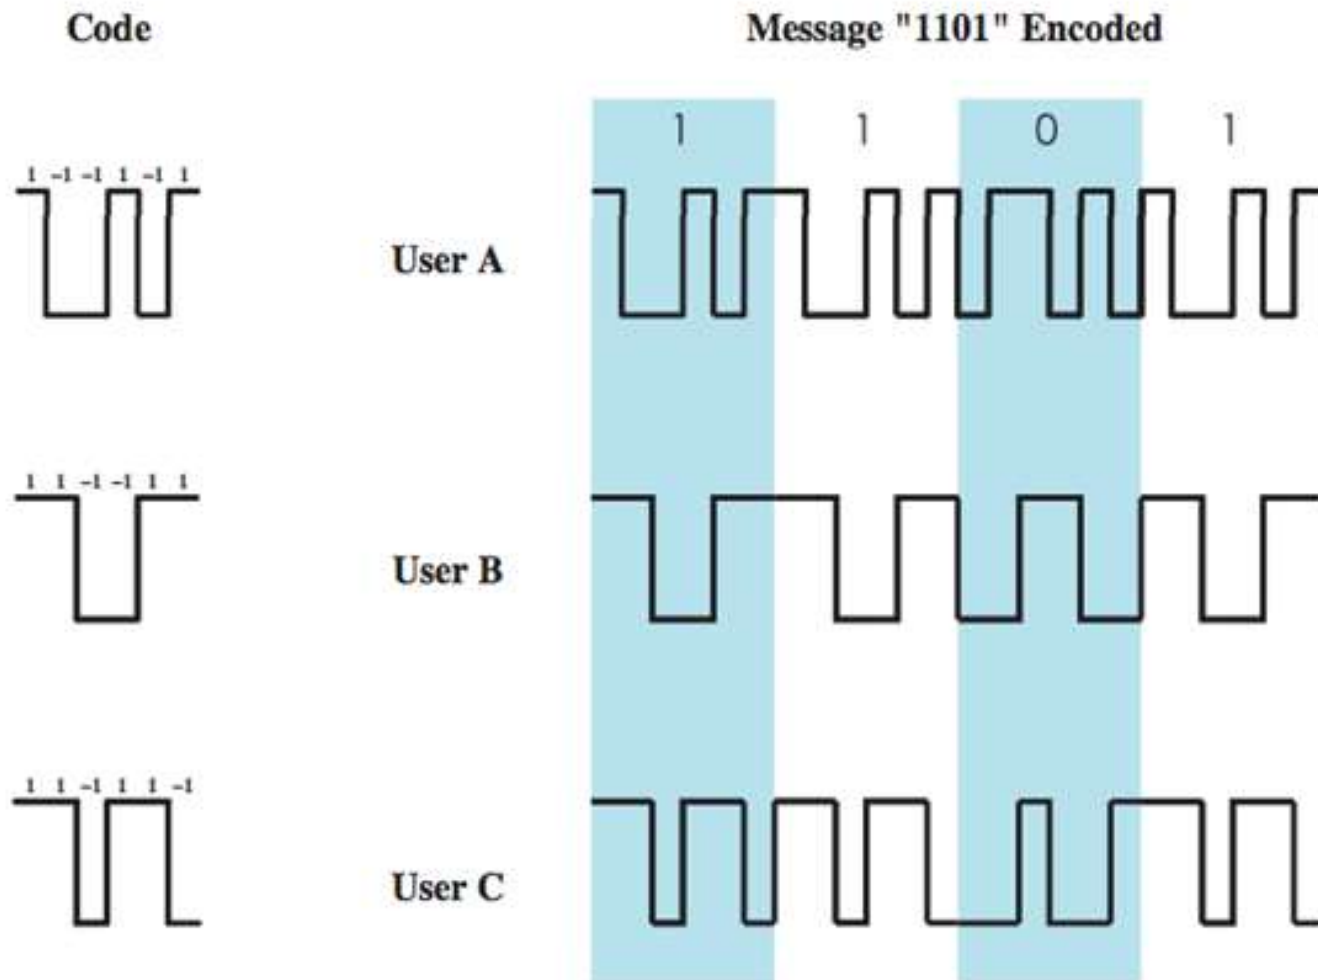 Code
Message "1101" Encoded
1 1 0 1
1 -1 -1 1 -1 1
User A
1 1 -1 -1 1 1
User B
1 1 -1 1 1 -1
User C